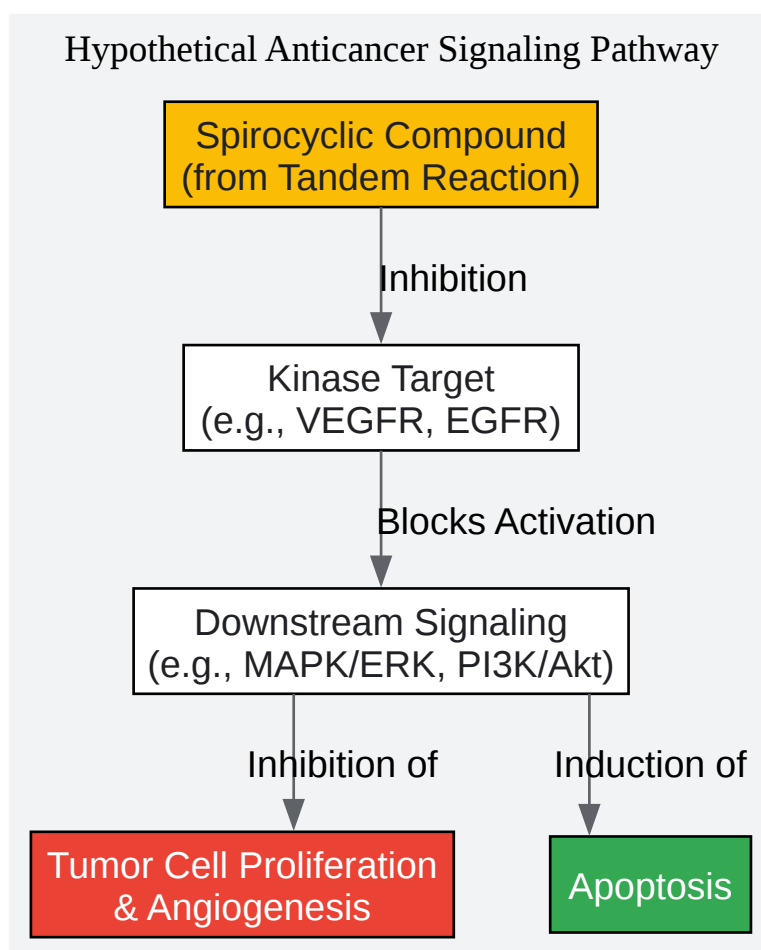 Hypothetical Anticancer Signaling Pathway
Spirocyclic Compound
(from Tandem Reaction)
Inhibition
Kinase Target
(e.g., VEGFR, EGFR)
Blocks Activation
Downstream Signaling
(e.g., MAPK/ERK, PI3K/Akt)
Inhibition of
Induction of
Tumor Cell Proliferation
& Angiogenesis
Apoptosis